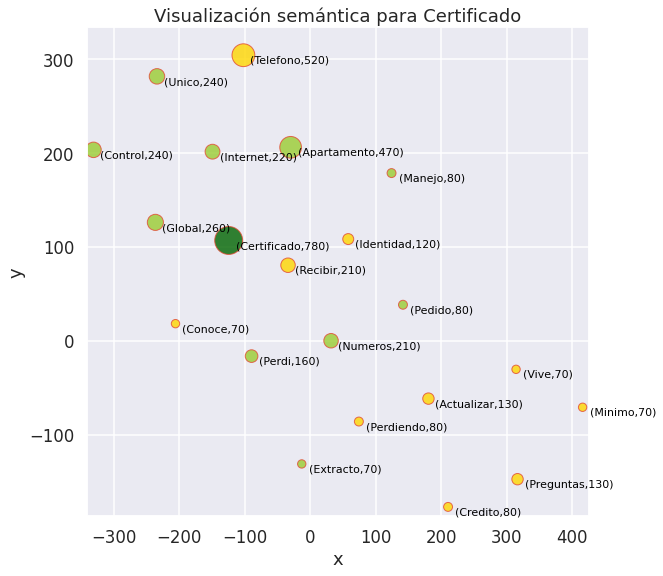 Visualización semántica para Certificado
300
200
100
0
−100
y
(Telefono,520)
(Unico,240)
(Control,240)
(Internet,220)
(Apartamento,470)
(Manejo,80)
(Global,260)
(Certificado,780)
(Identidad,120)
(Recibir,210)
(Pedido,80)
(Conoce,70)
(Numeros,210)
(Perdi,160)
(Vive,70)
(Actualizar,130)
(Minimo,70)
(Perdiendo,80)
(Extracto,70)
(Preguntas,130)
(Credito,80)
−300 −200 −100 0 100 200 300 400
x